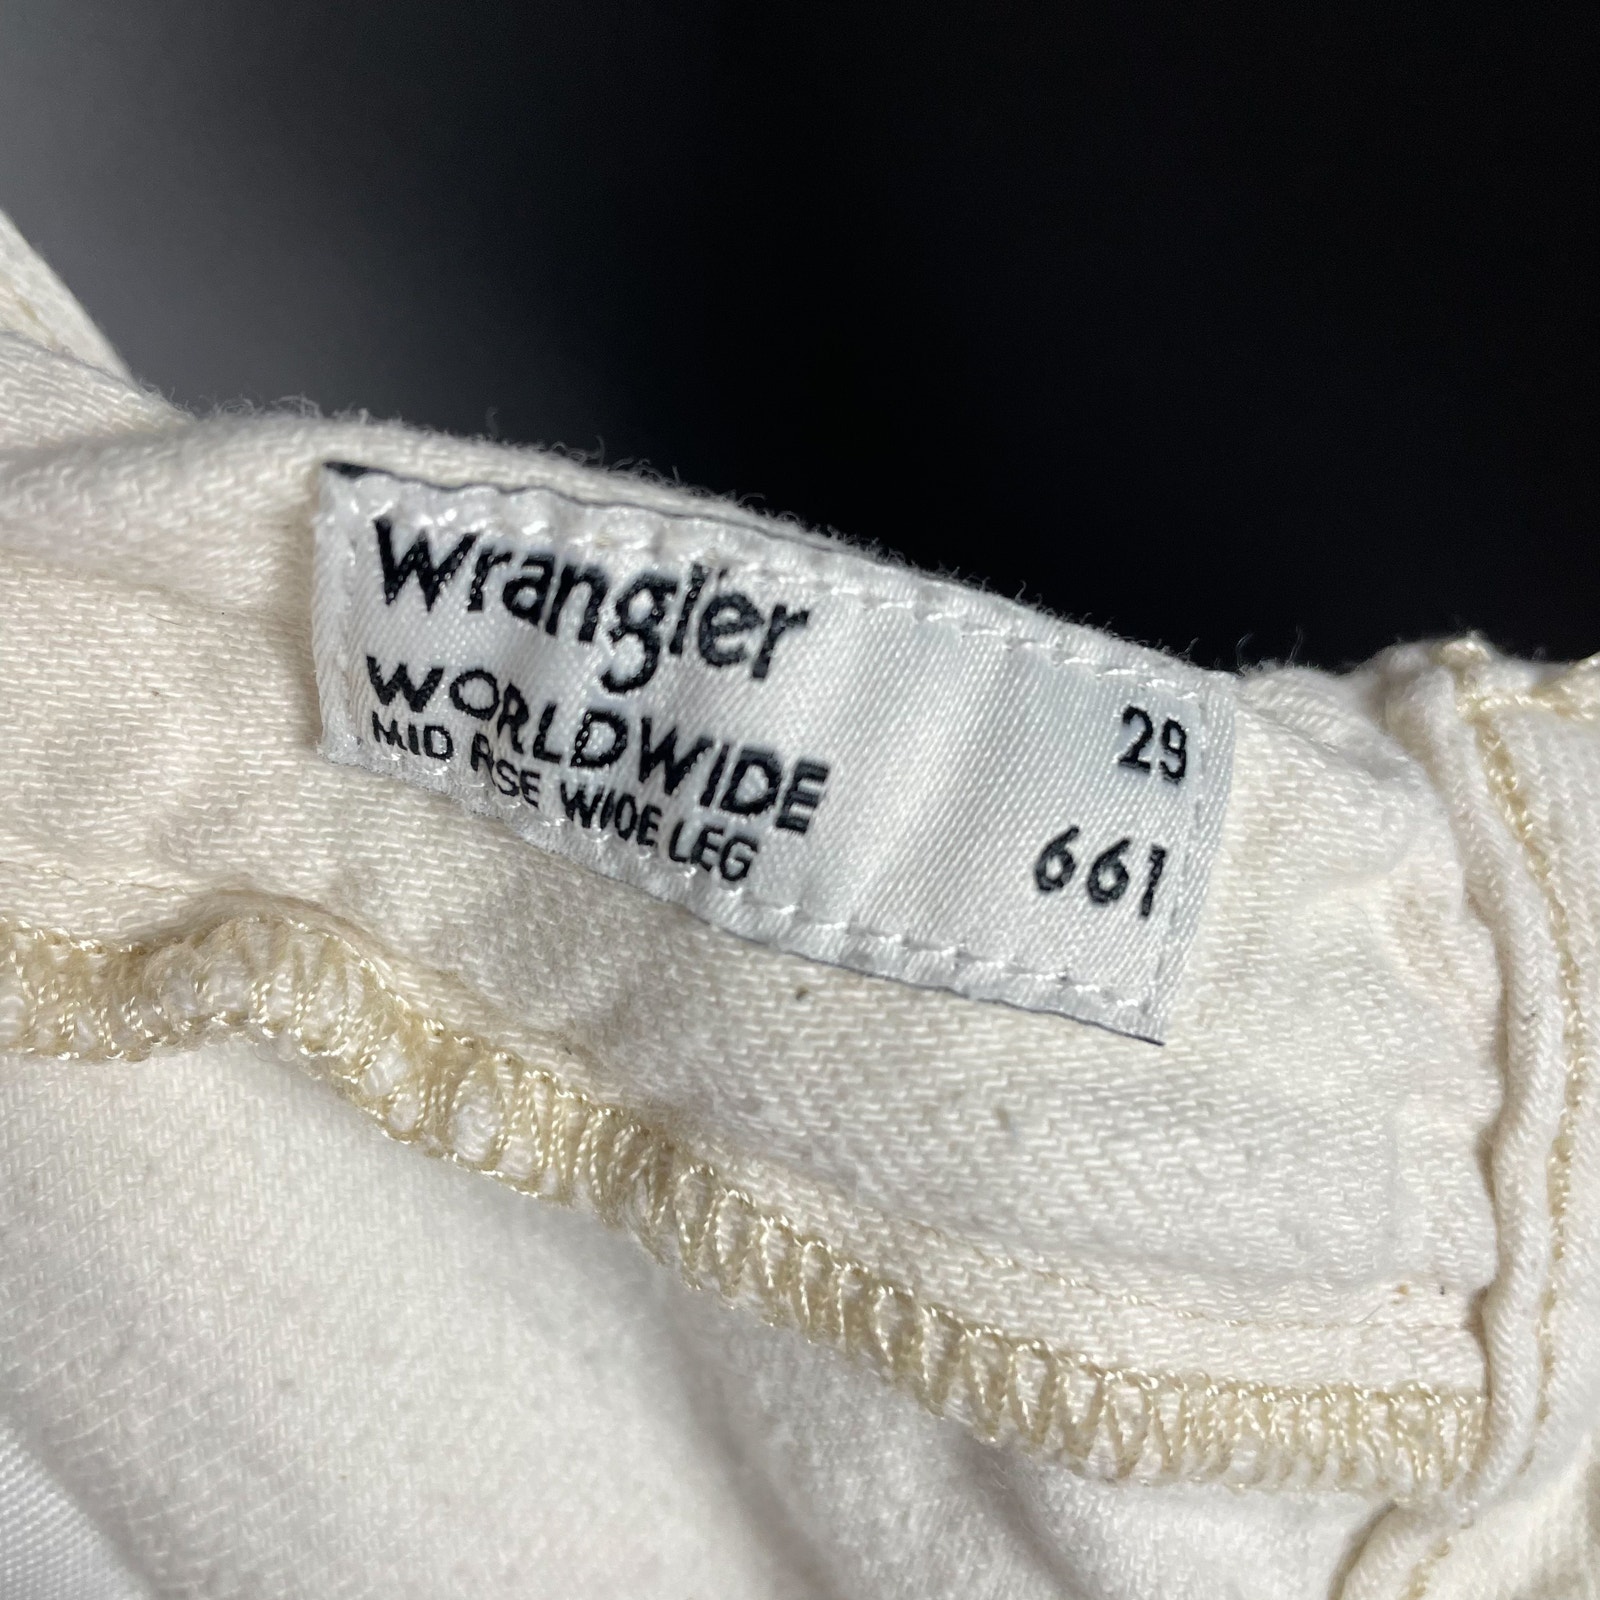 Wrangler
WORLDWIDE
MID RISE WIDE LEG
29
661